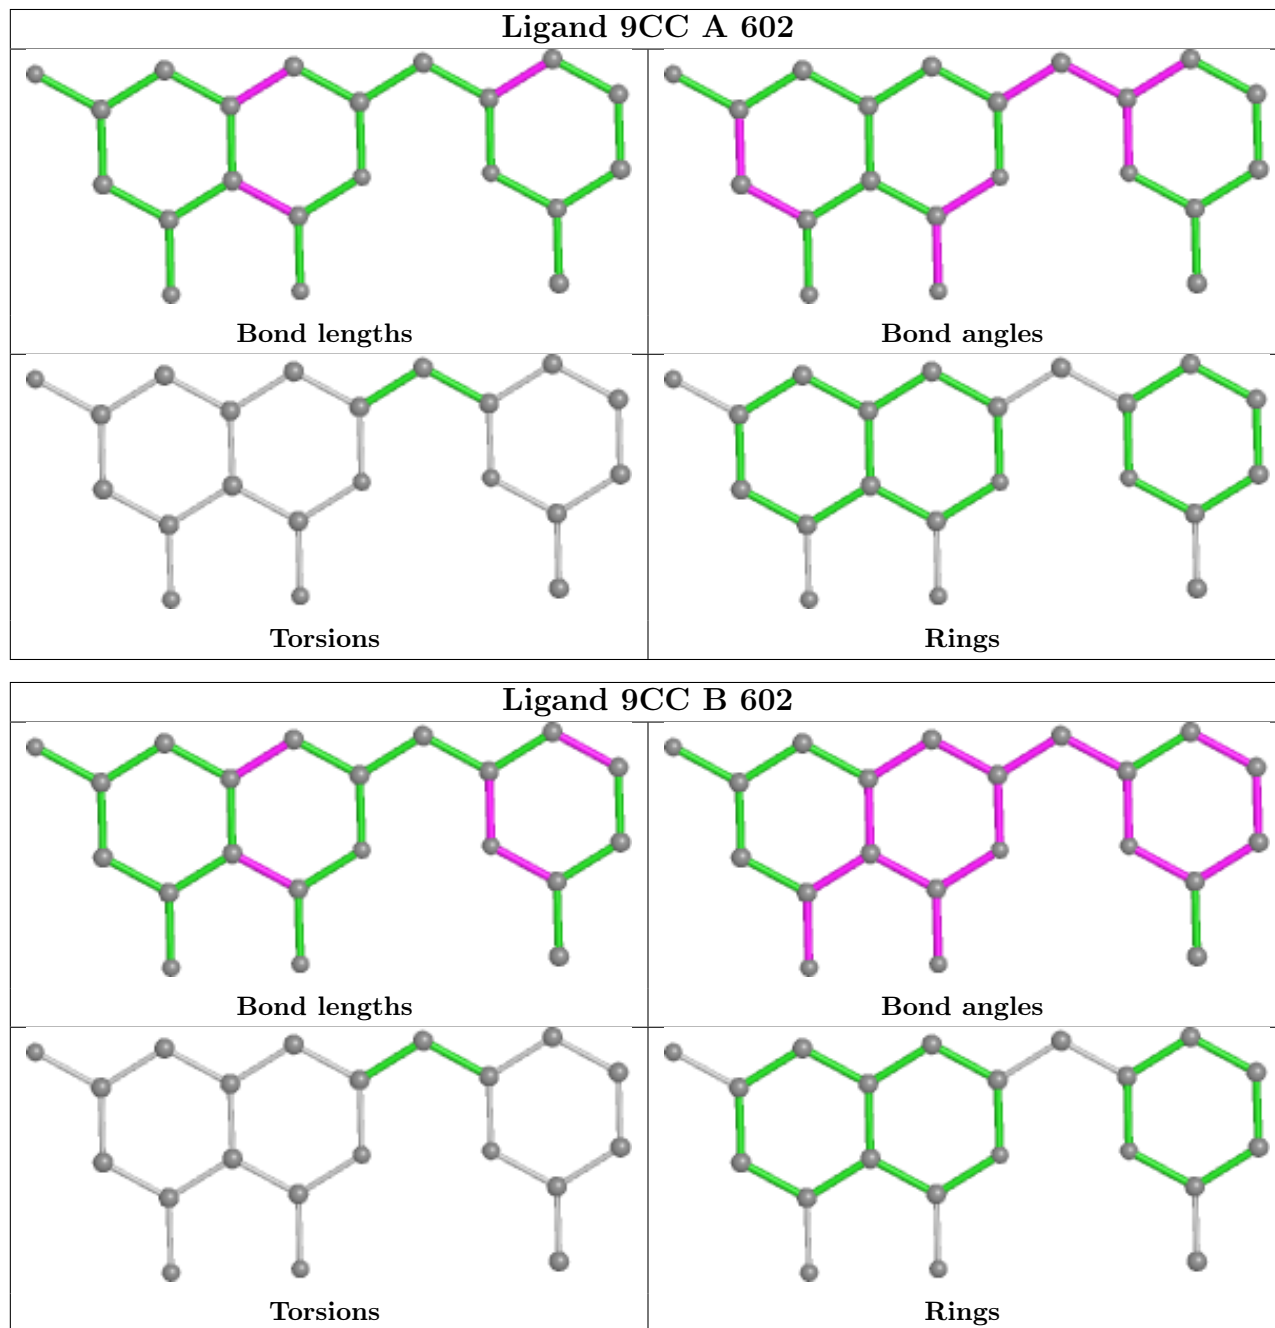 Ligand 9CC A 602
Bond lengths
Bond angles
Torsions
Rings
Ligand 9CC B 602
Bond lengths
Bond angles
Torsions
Rings